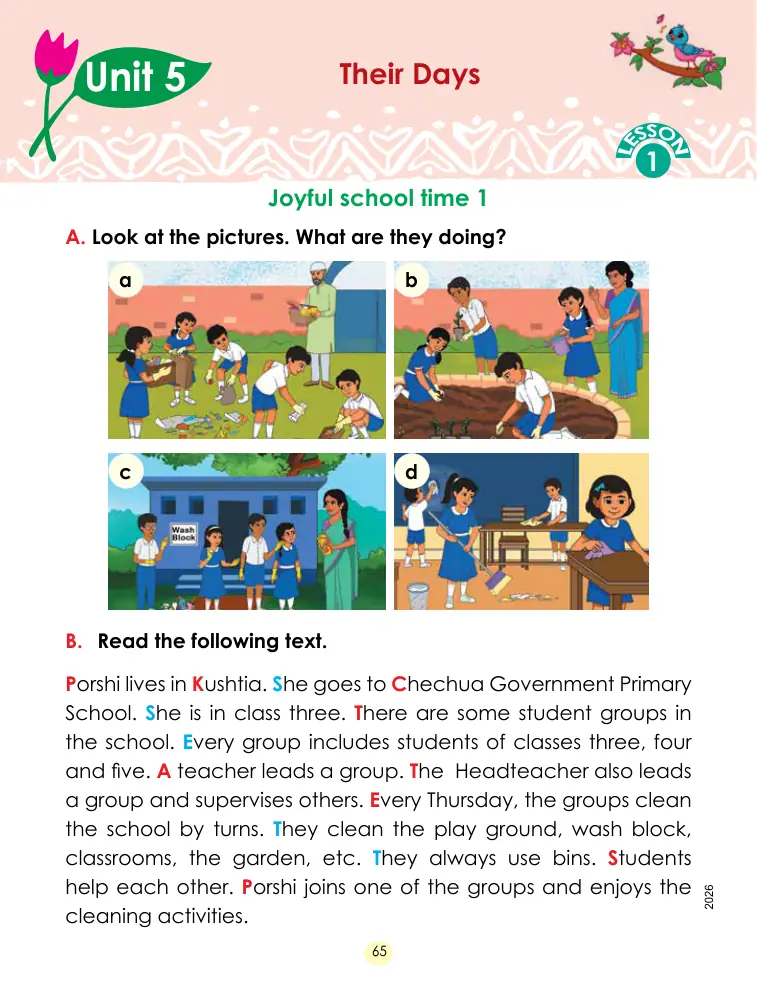 Unit 5
Their Days
LESSON
1
Joyful school time 1
A. Look at the pictures. What are they doing?
a
b
c
Wash
Block
d
B. Read the following text.
Porshi lives in Kushtia. She goes to Chechua Government Primary
School. She is in class three. There are some student groups in
the school. Every group includes students of classes three, four
and five. A teacher leads a group. The Headteacher also leads
a group and supervises others. Every Thursday, the groups clean
the school by turns. They clean the play ground, wash block,
classrooms, the garden, etc. They always use bins. Students
help each other. Porshi joins one of the groups and enjoys the
cleaning activities.
2026
65